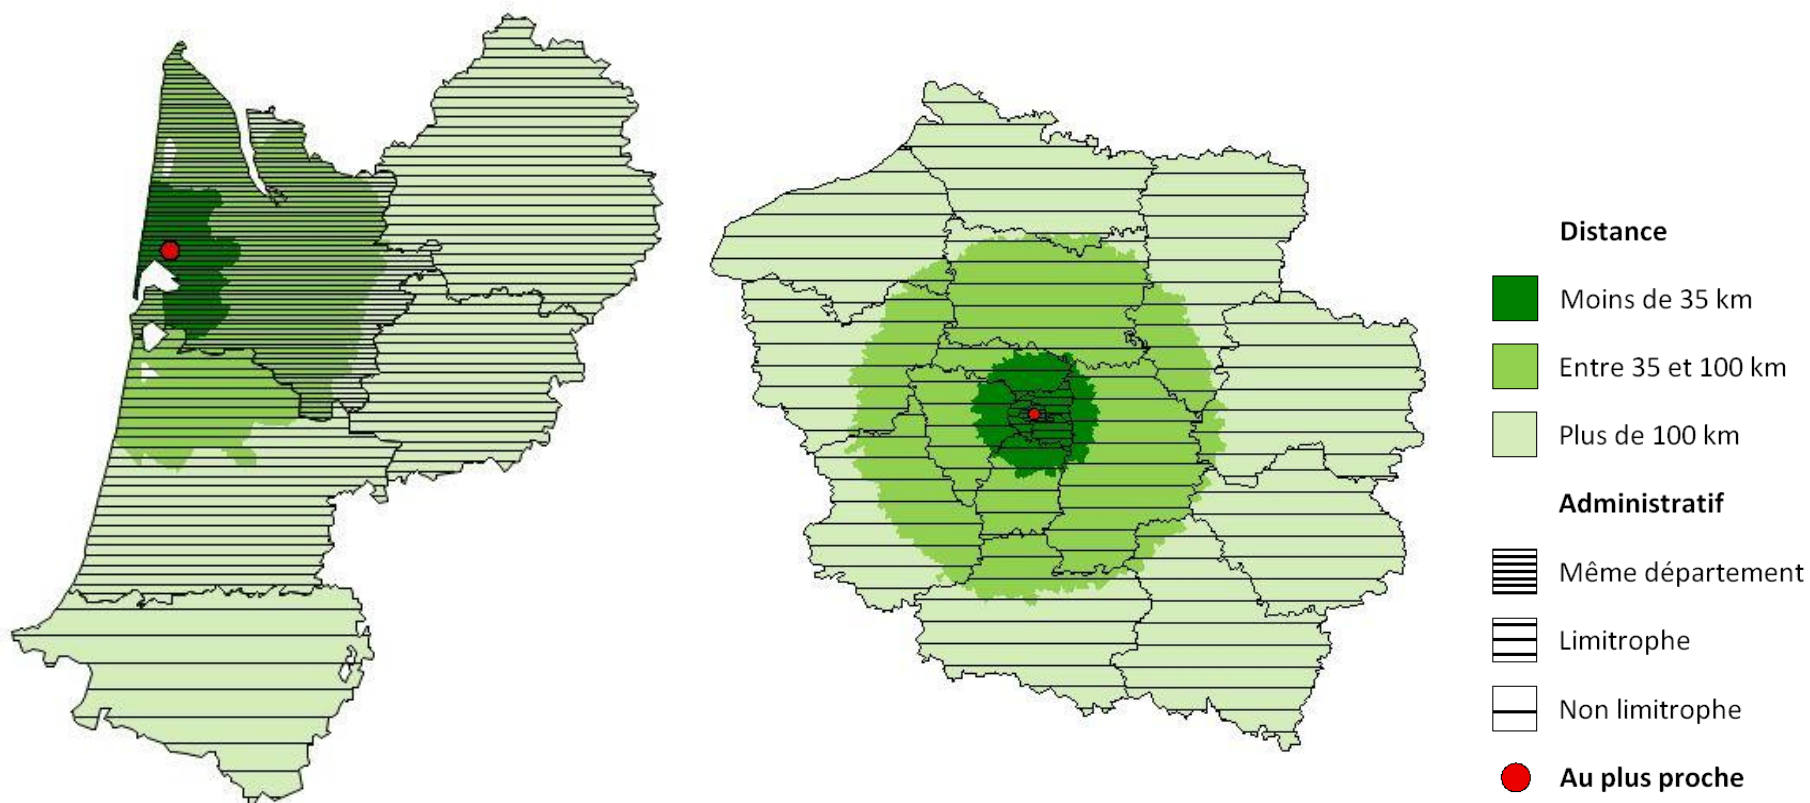 Distance
Moins de 35 km
Entre 35 et 100 km
Plus de 100 km
Administratif
Même département
Limitrophe
Non limitrophe
Au plus proche